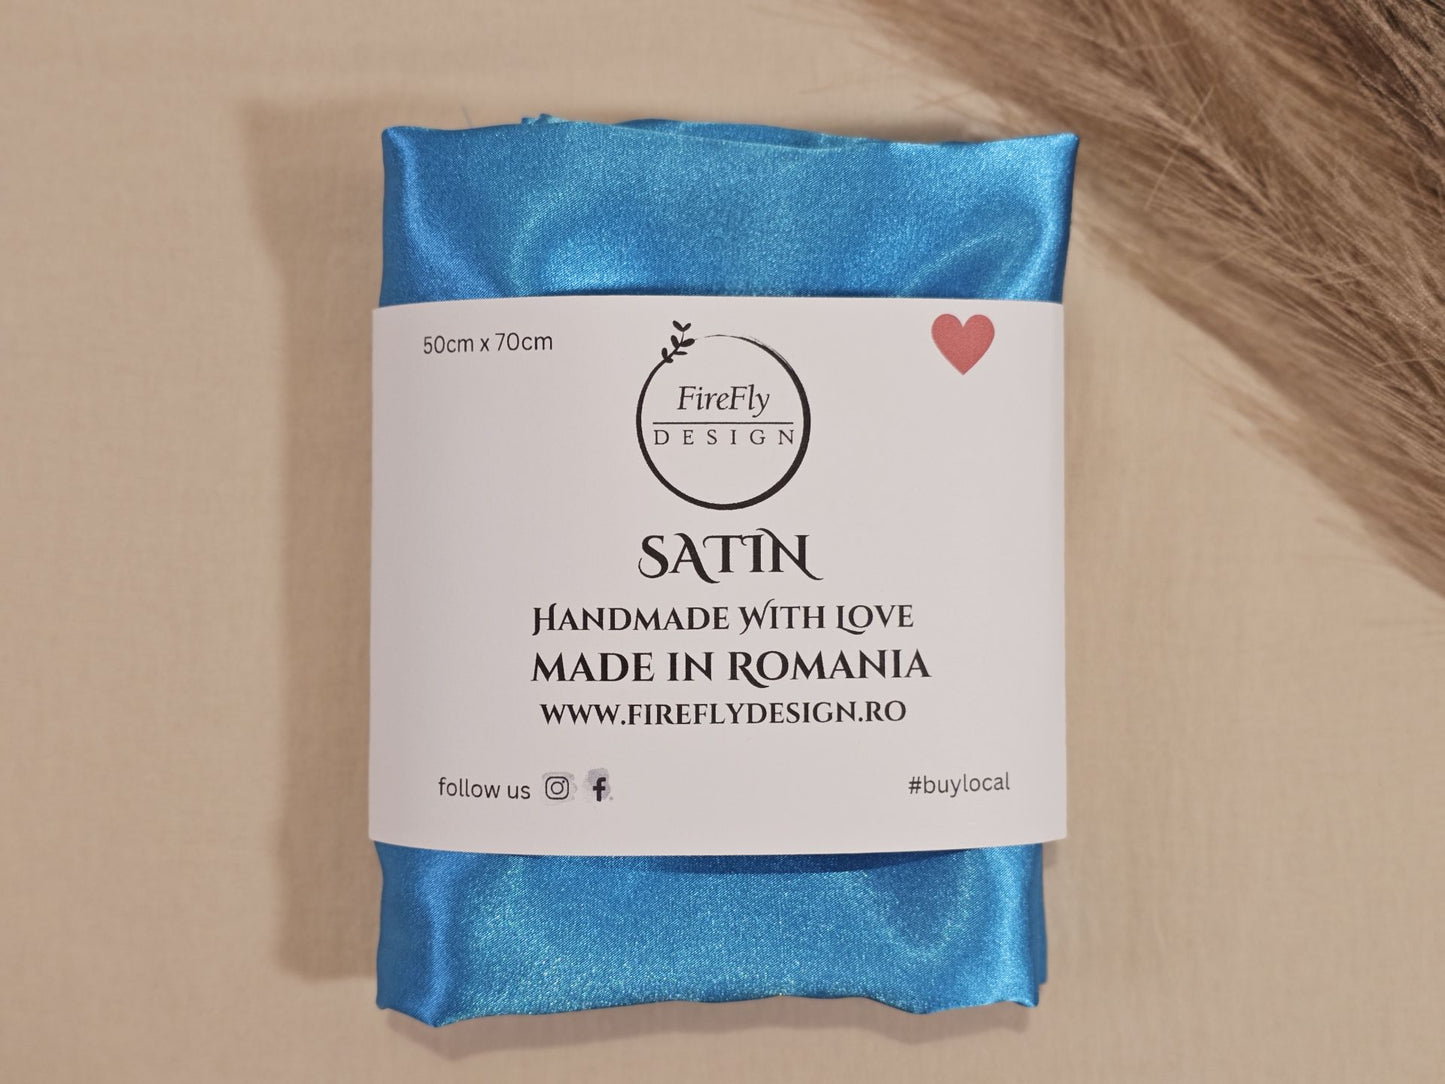 50cm x 70cm
FireFly
DESIGN
SATIN
HANDMADE WITH LOVE
MADE IN ROMANIA
WWW.FIREFLYDESIGN.RO
follow us
#buylocal